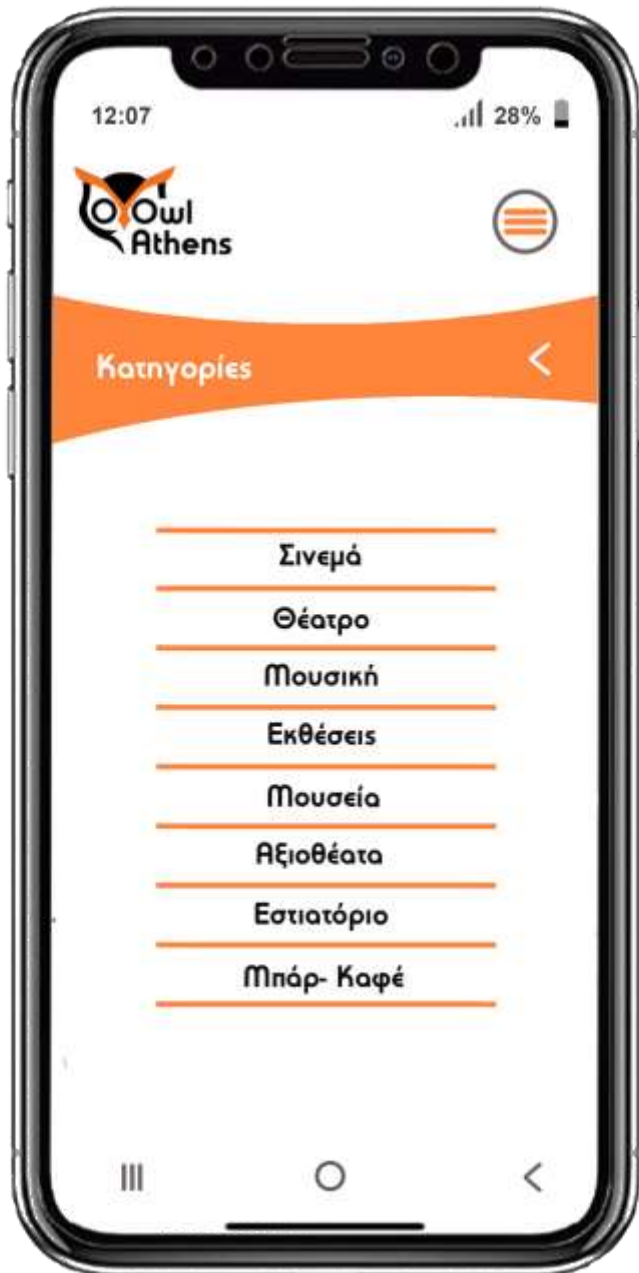 12:07 28%
Owl
Athens
Κατηγορίες
Σινεμά
Θέατρο
Μουσική
Εκθέσεις
Μουσεία
Αξιοθέατα
Εστιατόριο
Μπάρ- Καφέ